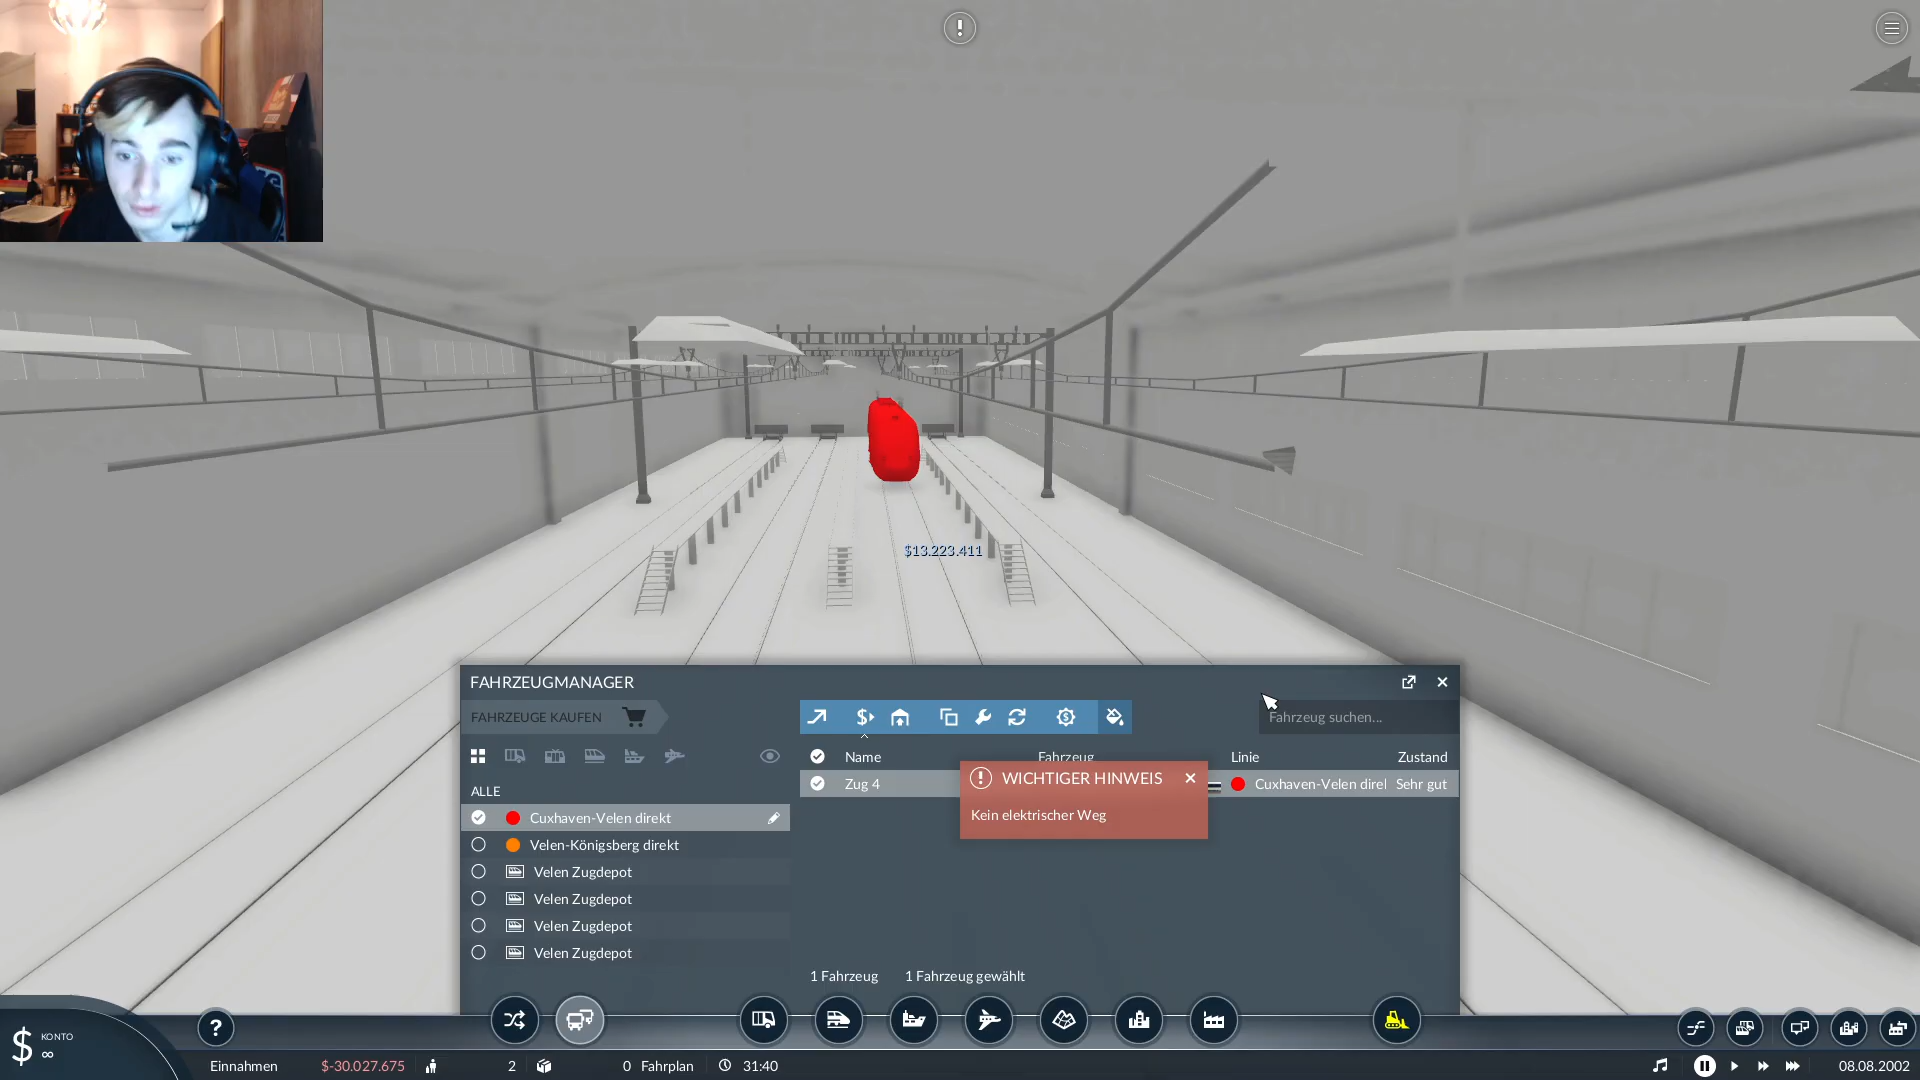 $13.223.411
FAHRZEUGMANAGER
FAHRZEUGE KAUFEN
Fahrzeug suchen...
Name Fahrzeug Linie Zustand
Zug 4 Cuxhaven-Velen direl Sehr gut
WICHTIGER HINWEIS
Kein elektrischer Weg
ALLE
Cuxhaven-Velen direkt
Velen-Königsberg direkt
Velen Zugdepot
Velen Zugdepot
Velen Zugdepot
Velen Zugdepot
1 Fahrzeug 1 Fahrzeug gewählt
$ KONTO
∞
?
Einnahmen $-30.027.675 2 0 Fahrplan 31:40 08.08.2002